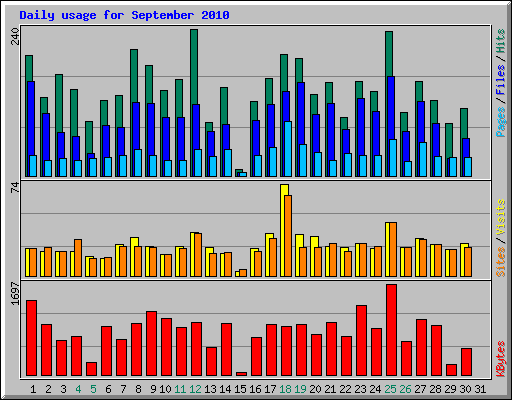 Daily usage for September 2010
240
Pages / Files / Hits
74
Sites / Visits
1697
KBytes
1 2 3 4 5 6 7 8 9 10 11 12 13 14 15 16 17 18 19 20 21 22 23 24 25 26 27 28 29 30 31